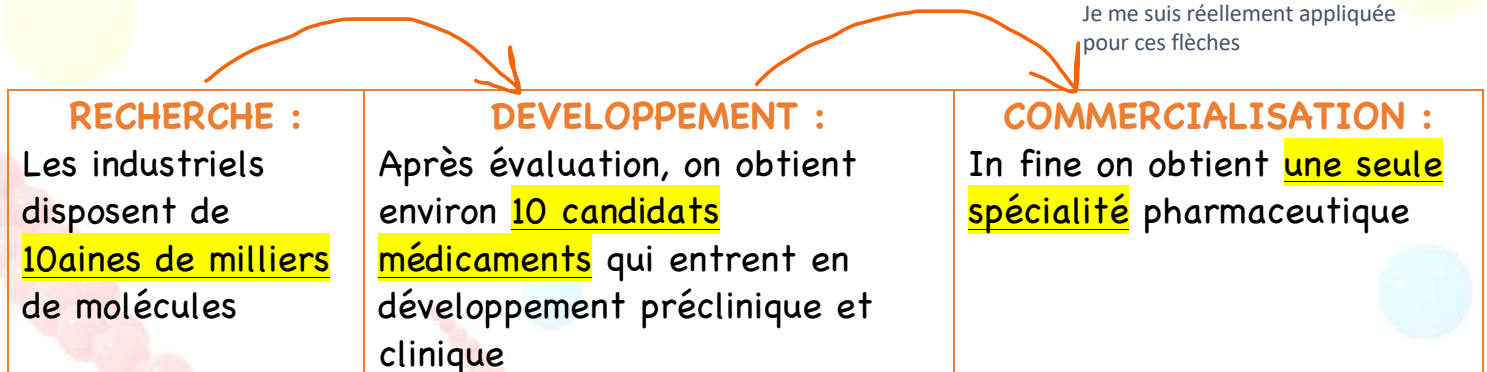 Je me suis réellement appliquée
pour ces flèches
RECHERCHE :
Les industriels
disposent de
10aines de milliers
de molécules
DEVELOPPEMENT :
Après évaluation, on obtient
environ 10 candidats
médicaments qui entrent en
développement préclinique et
clinique
COMMERCIALISATION :
In fine on obtient une seule
spécialité pharmaceutique